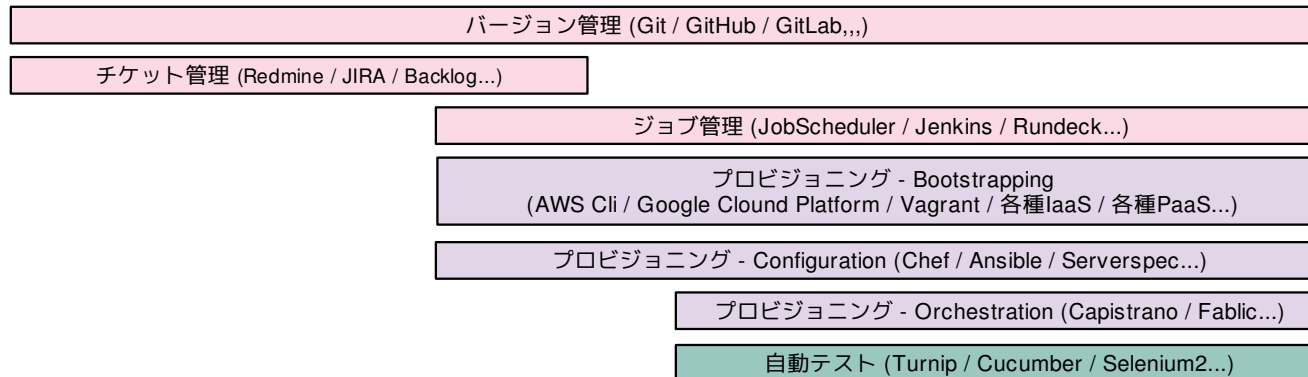 バージョン管理 (Git / GitHub / GitLab,,,)
チケット管理 (Redmine / JIRA / Backlog...)
ジョブ管理 (JobScheduler / Jenkins / Rundeck...)
プロビジョニング - Bootstrapping
(AWS Cli / Google Clound Platform / Vagrant / 各種IaaS / 各種PaaS...)
プロビジョニング - Configuration (Chef / Ansible / Serverspec...)
プロビジョニング - Orchestration (Capistrano / Fablic...)
自動テスト (Turnip / Cucumber / Selenium2...)